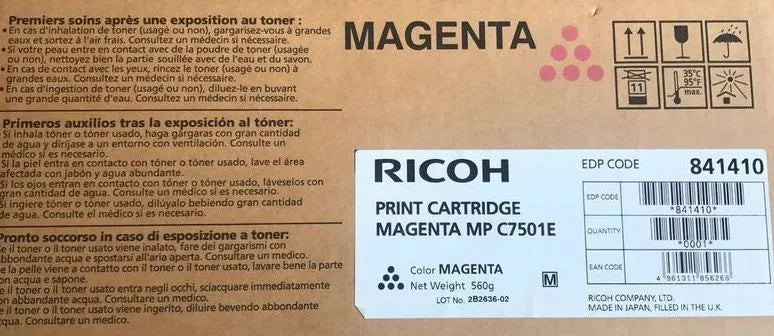 Premiers soins après une exposition au toner :
• En cas d'inhalation de toner (usagé ou non), gargarisez-vous à grandes
eaux et sortez à l'air frais. Consultez un médecin si nécessaire.
• Si votre peau entre en contact avec de la poudre de toner (usagée
ou non), nettoyez bien la partie souillée avec de l'eau et du savon.
• En cas de contact avec les yeux, rincez le toner (usagé ou non) à
grandes eaux. Consultez un médecin si nécessaire.
• En cas d'ingestion de toner (usagé ou non), diluez-le en buvant
une grande quantité d'eau. Consultez un médecin si nécessaire.
Primeros auxilios tras la exposición al tóner:
Si inhala tóner o tóner usado, haga gárgaras con gran cantidad
de agua y diríjase a un entorno con ventilación. Consulte un
médico si es necesario.
Si la piel entra en contacto con tóner o tóner usado, lave el área
afectada con jabón y agua abundante.
Si los ojos entran en contacto con tóner o tóner usado, láveselos con
gran cantidad de agua. Consulte un médico si es necesario.
Si ingiere tóner o tóner usado, dilúyalo bebiendo gran cantidad
de agua. Consulte el médico si es necesario.
Pronto soccorso in caso di esposizione a toner:
Se il toner o il toner usato viene inalato, fare dei gargarismi con
abbondante acqua e spostarsi all'aria aperta. Consultare un medico.
Se la pelle viene a contatto con il toner o il toner usato, lavare bene la parte
con acqua e sapone.
Se il toner o il toner usato entra negli occhi, sciacquare immediatamente
con abbondante acqua. Consultare un medico.
Se il toner o il toner usato viene ingerito, diluire bevendo abbondante
acqua. Consultare un medico.
MAGENTA
11
35°C
95°F
max.
RICOH
EDP CODE 841410
PRINT CARTRIDGE
MAGENTA MP C7501E
Color MAGENTA
Net Weight 560g
LOT No. 2B2636-02
M
EDP CODE
*841410*
QUANTITY
*0001*
EAN CODE
4 961311 856266
RICOH COMPANY, LTD.
MADE IN JAPAN, FILLED IN THE U.K.